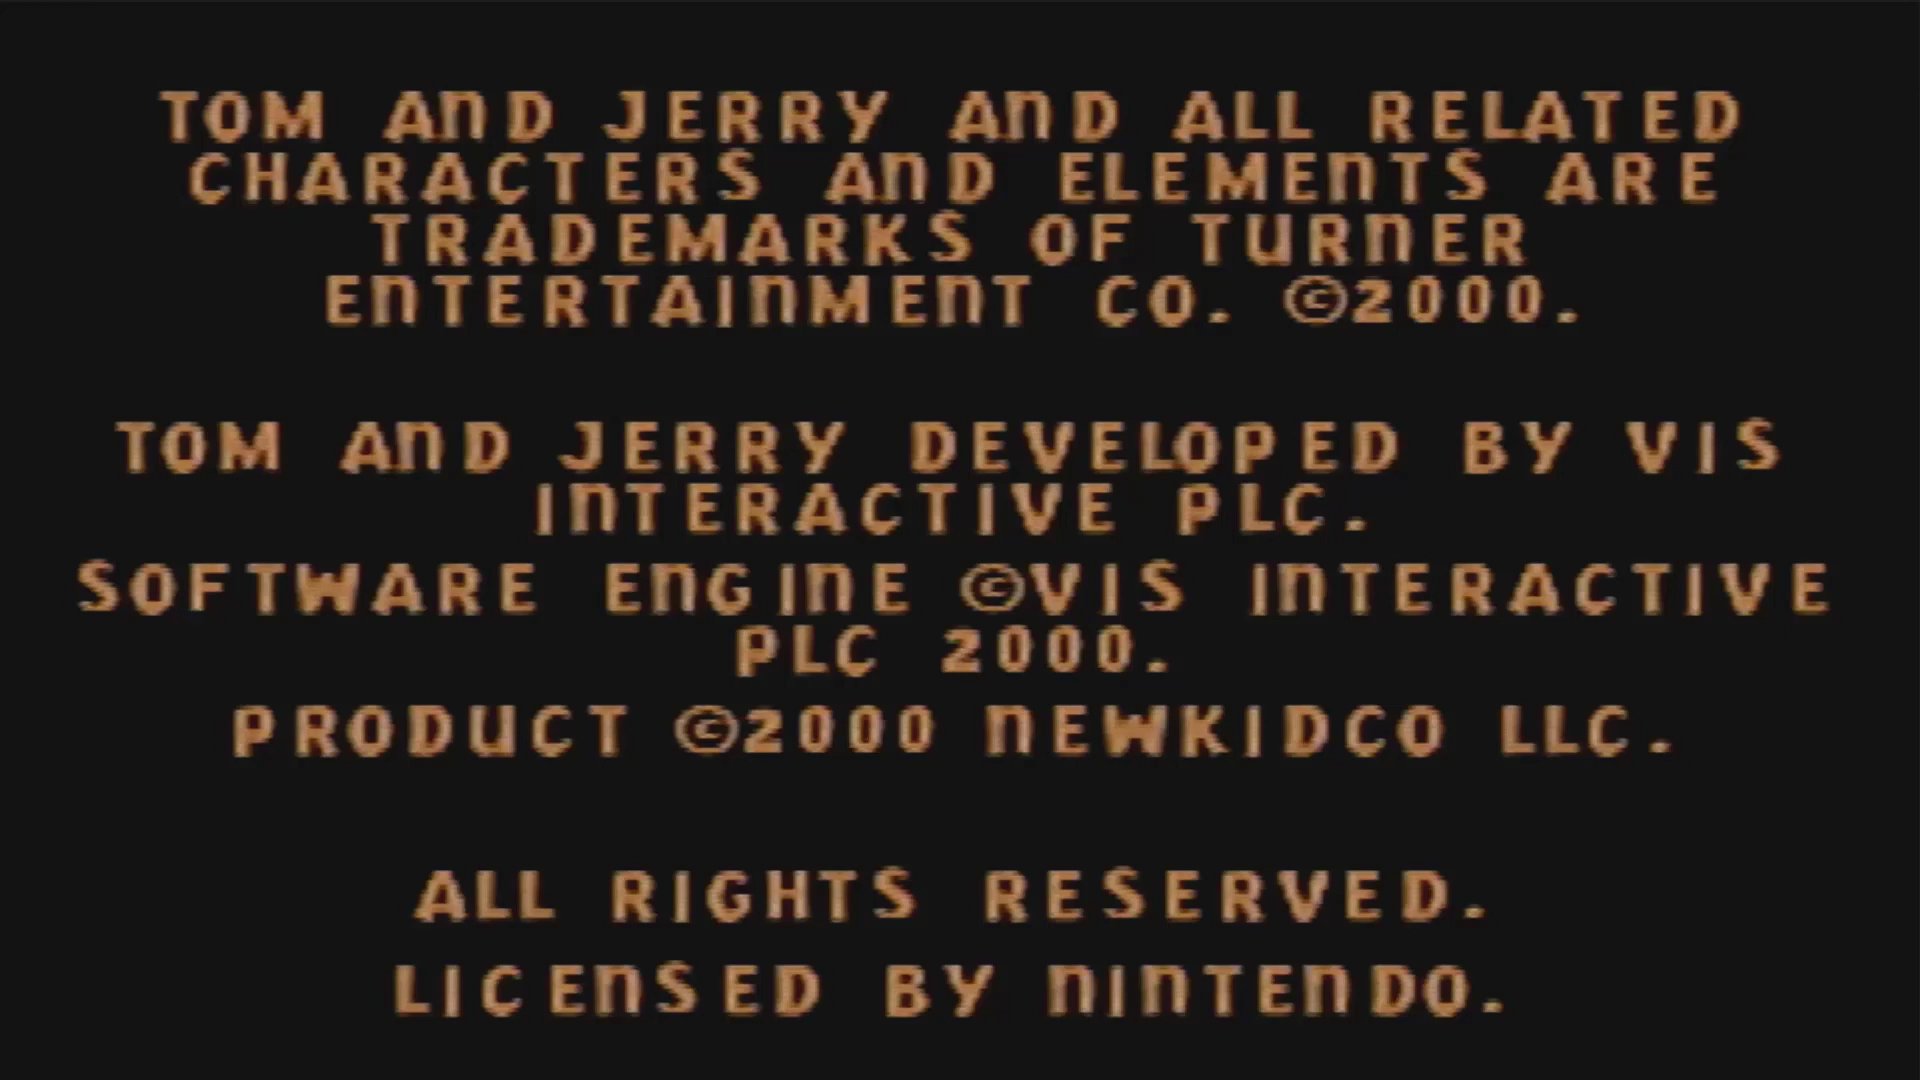 TOM AND JERRY AND ALL RELATED
CHARACTERS AND ELEMENTS ARE
TRADEMARKS OF TURNER
ENTERTAINMENT CO. ©2000.
TOM AND JERRY DEVELOPED BY VIS
INTERACTIVE PLC.
SOFTWARE ENGINE ©VIS INTERACTIVE
PLC 2000.
PRODUCT ©2000 NEWKIDCO LLC.
ALL RIGHTS RESERVED.
LICENSED BY NINTENDO.